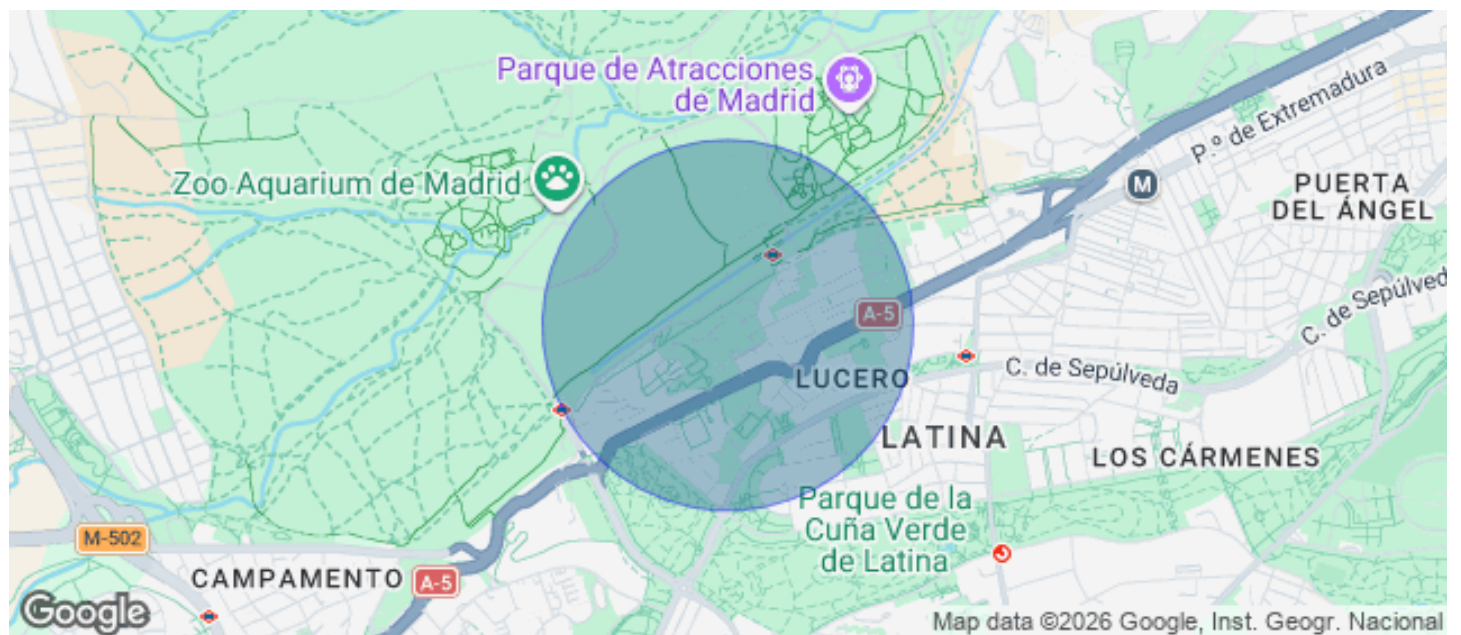 Parque de Atracciones
de Madrid
P.º de Extremadura
Zoo Aquarium de Madrid
M
PUERTA
DEL ÁNGEL
C. de Sepúlved
A-5
LUCERO
C. de Sepúlveda
LATINA
LOS CÁRMENES
Parque de la
Cuña Verde
de Latina
M-502
CAMPAMENTO
A-5
Google
Map data ©2026 Google, Inst. Geogr. Nacional